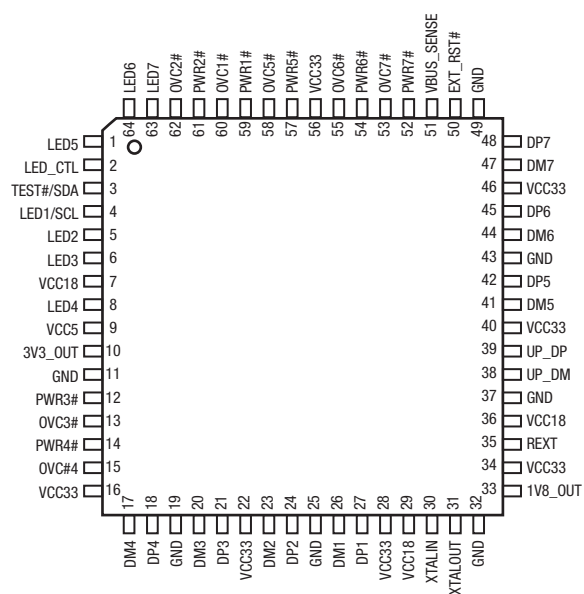 LED6
LED7
OVC2#
PWR2#
OVC1#
PWR1#
OVC5#
PWR5#
VCC33
OVC6#
PWR6#
OVC7#
PWR7#
VBUS_SENSE
EXT_RST#
GND
64
63
62
61
60
59
58
57
56
55
54
53
52
51
50
49
LED5 1
LED_CTL 2
TEST#/SDA 3
LED1/SCL 4
LED2 5
LED3 6
VCC18 7
LED4 8
VCC5 9
3V3_OUT 10
GND 11
PWR3# 12
OVC3# 13
PWR4# 14
OVC#4 15
VCC33 16
48 DP7
47 DM7
46 VCC33
45 DP6
44 DM6
43 GND
42 DP5
41 DM5
40 VCC33
39 UP_DP
38 UP_DM
37 GND
36 VCC18
35 REXT
34 VCC33
33 1V8_OUT
17
18
19
20
21
22
23
24
25
26
27
28
29
30
31
32
DM4
DP4
GND
DM3
DP3
VCC33
DM2
DP2
GND
DM1
DP1
VCC33
VCC18
XTALIN
XTALOUT
GND